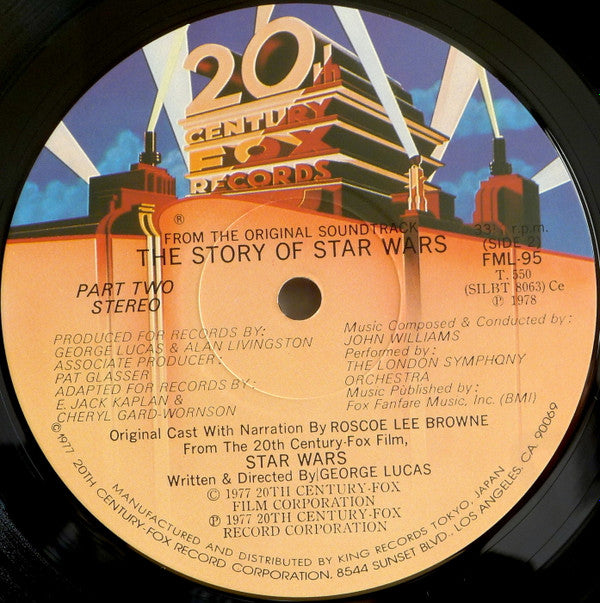 20th
CENTURY
FOX
RECORDS
®
FROM THE ORIGINAL SOUNDTRACK
THE STORY OF STAR WARS
33⅓ r.p.m.
(SIDE 2)
FML-95
T. 550
(SILBT 8063) Ce
Ⓟ 1978
PART TWO
STEREO
PRODUCED FOR RECORDS BY:
GEORGE LUCAS & ALAN LIVINGSTON
ASSOCIATE PRODUCER:
PAT GLASSER
ADAPTED FOR RECORDS BY:
E. JACK KAPLAN &
CHERYL GARD-WORNSON
Music Composed & Conducted by:
JOHN WILLIAMS
Performed by:
THE LONDON SYMPHONY
ORCHESTRA
Music Published by:
Fox Fanfare Music, Inc. (BMI)
Original Cast With Narration By ROSCOE LEE BROWNE
From The 20th Century-Fox Film,
STAR WARS
Written & Directed By GEORGE LUCAS
© 1977 20TH CENTURY-FOX
FILM CORPORATION
Ⓟ 1977 20TH CENTURY-FOX
RECORD CORPORATION
MANUFACTURED AND DISTRIBUTED BY KING RECORDS TOKYO, JAPAN
©1977 20TH CENTURY-FOX RECORD CORPORATION, 8544 SUNSET BLVD., LOS ANGELES, CA. 90069